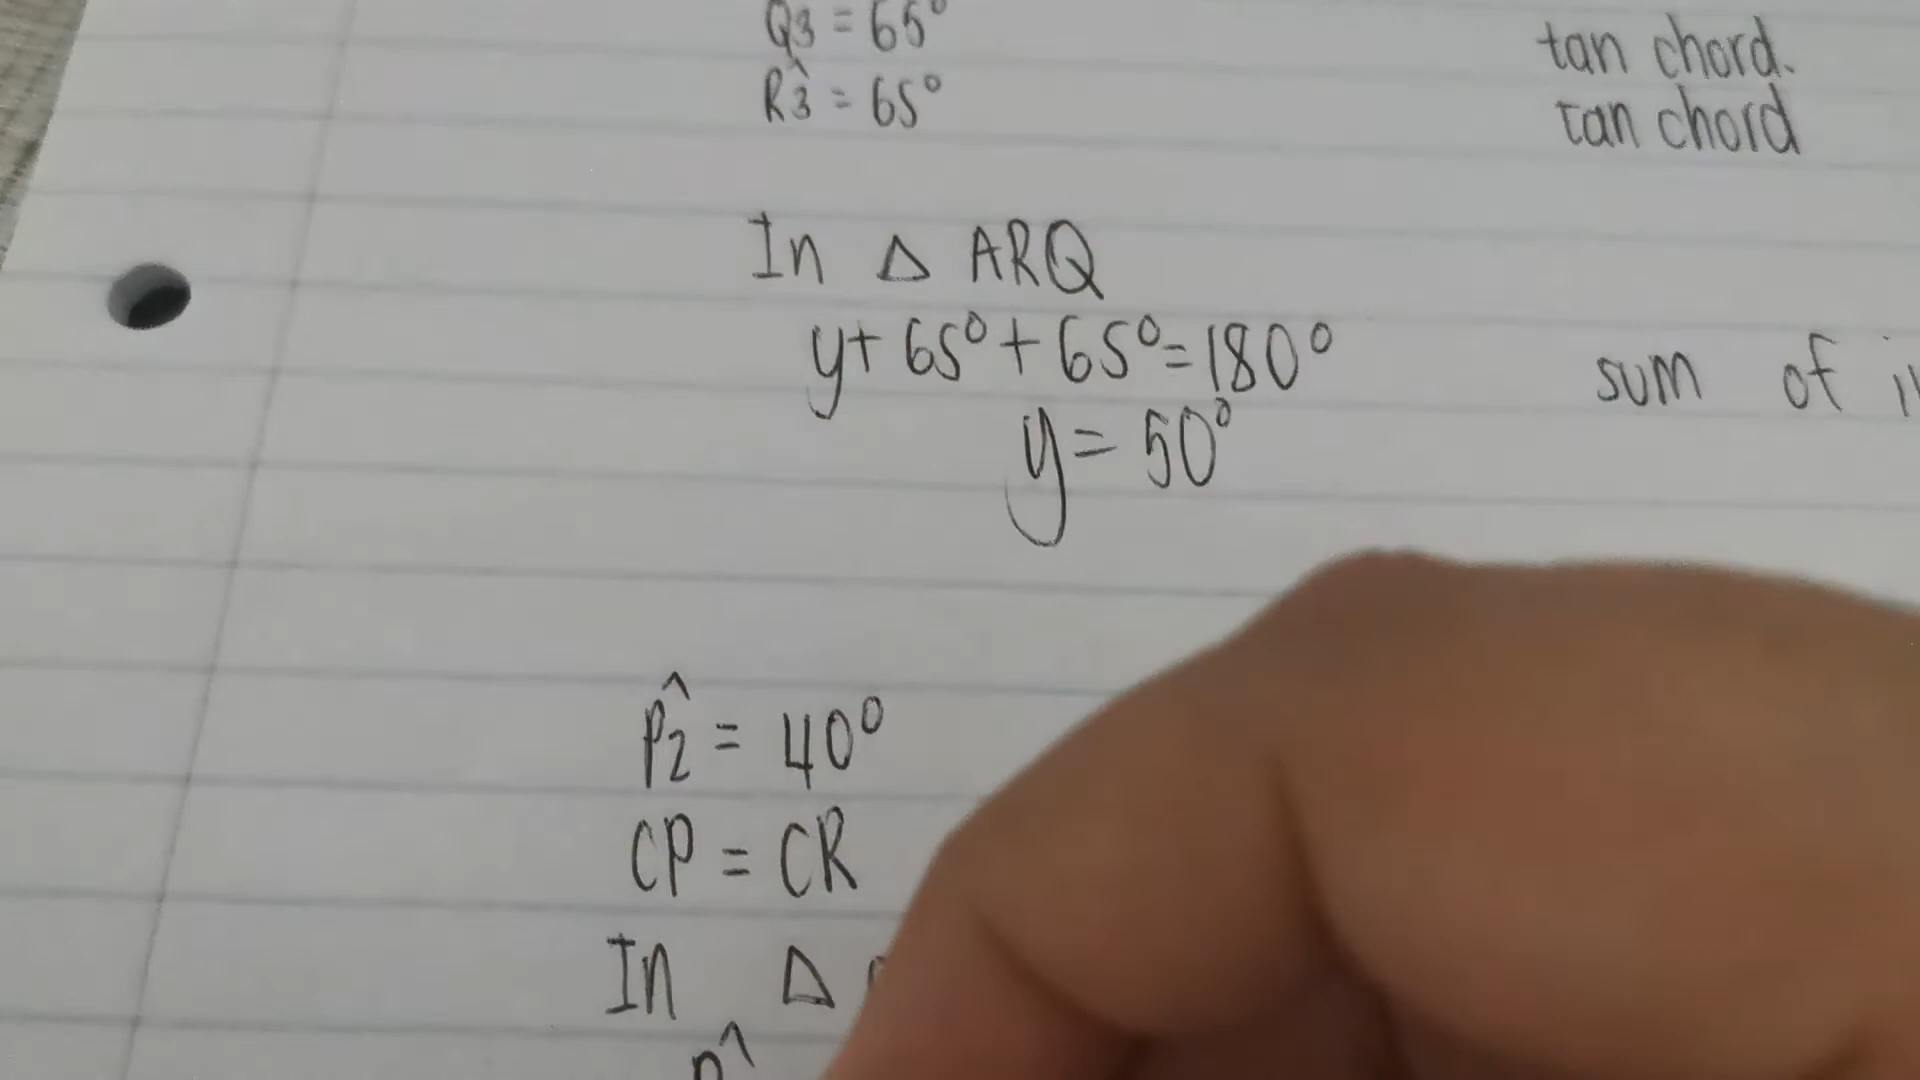 Q3 = 65° tan chord.
R̂3 = 65° tan chord
In △ ARQ
y + 65° + 65° = 180° sum of
y = 50°
P̂2 = 40°
CP = CR
In △